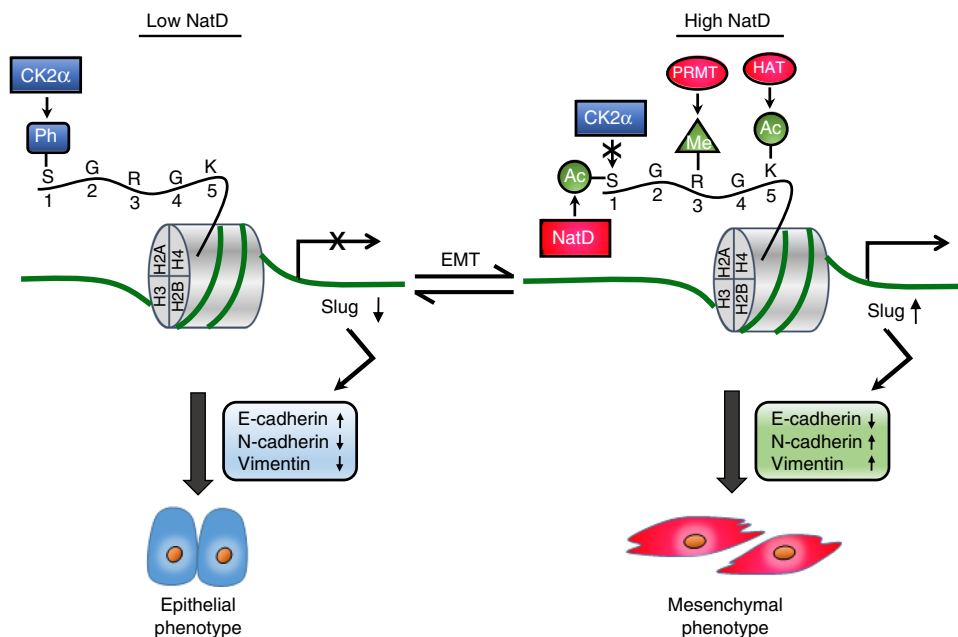 Low NatD
CK2α
Ph
S G R G K
1 2 3 4 5
H2A H4
H3 H2B
X
Slug
E-cadherin
N-cadherin
Vimentin
Epithelial
phenotype
EMT
High NatD
PRMT HAT
CK2α
Me Ac
Ac
S G R G K
1 2 3 4 5
NatD
H2A H4
H3 H2B
Slug
E-cadherin
N-cadherin
Vimentin
Mesenchymal
phenotype